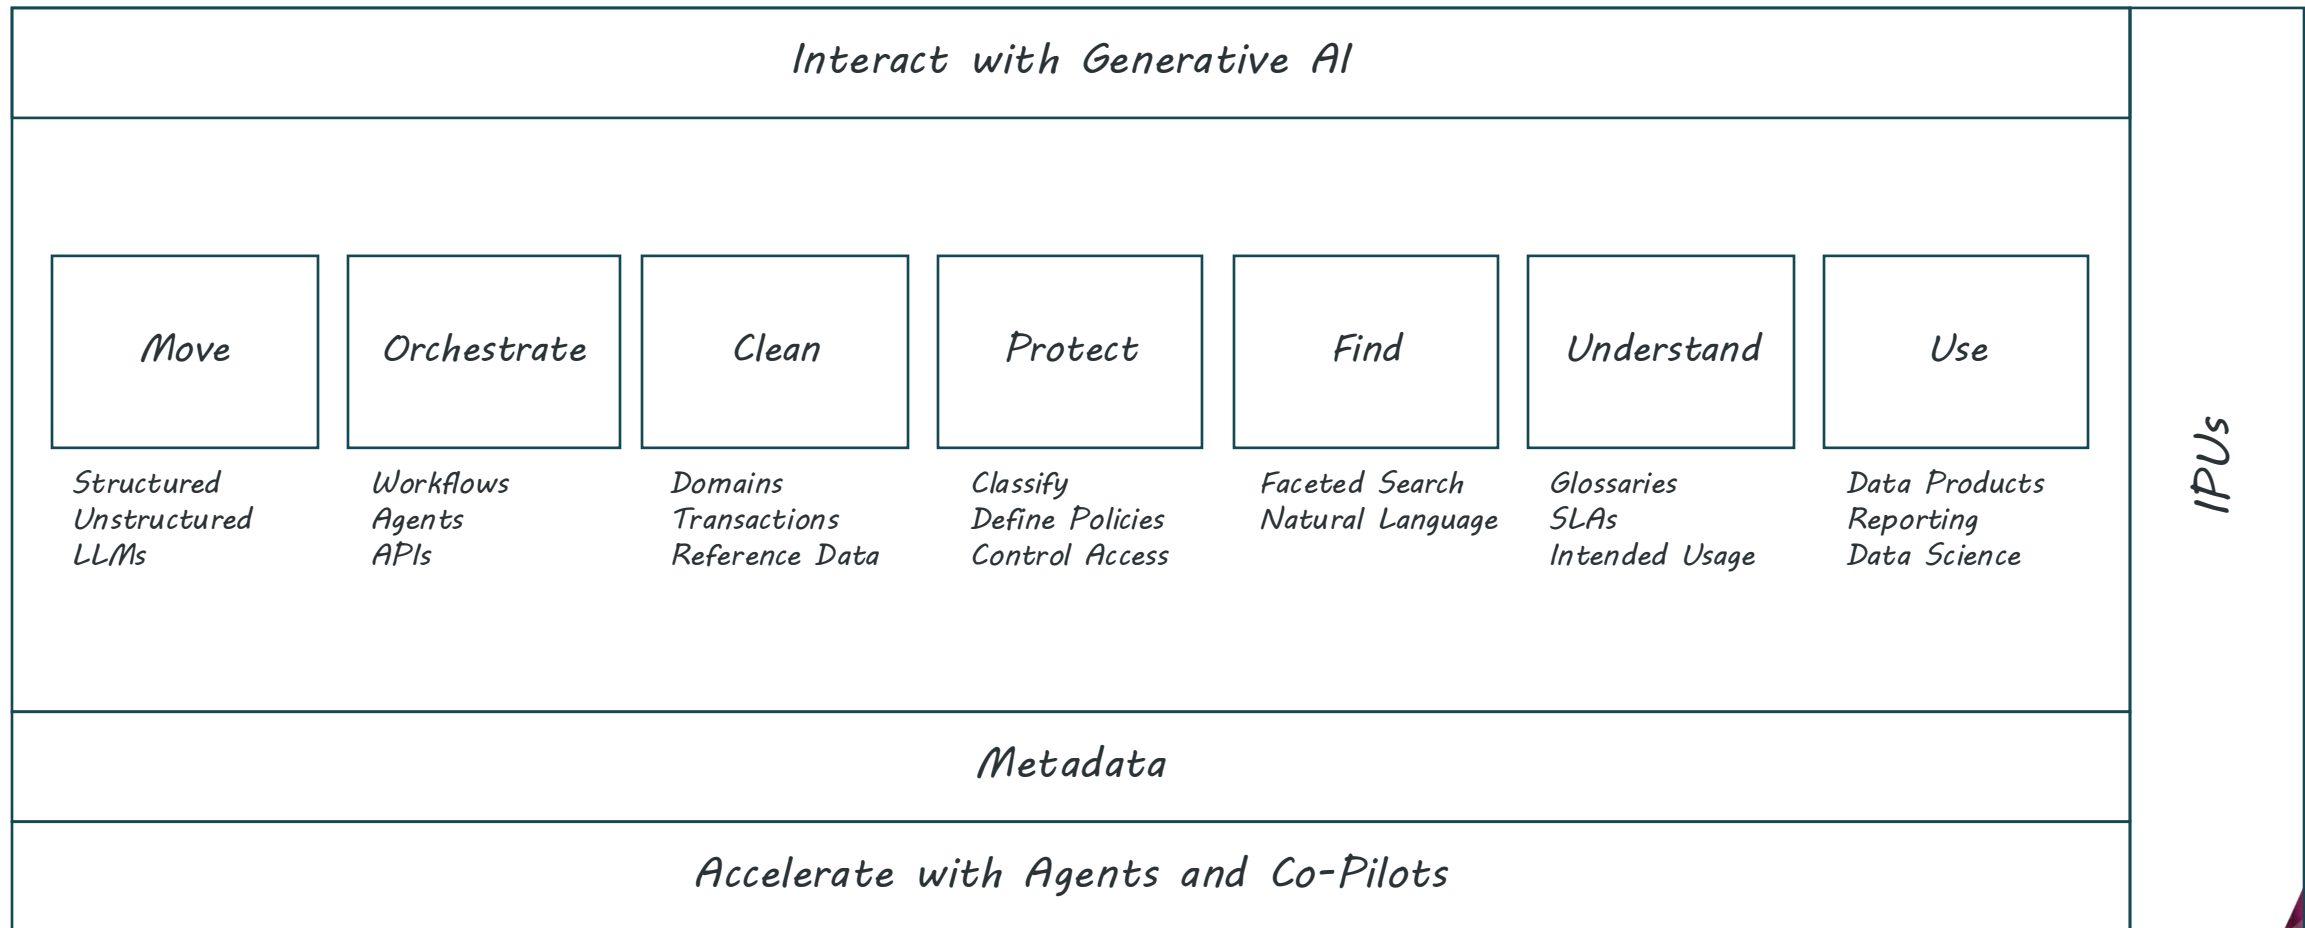 Interact with Generative AI
Move
Structured
Unstructured
LLMs
Orchestrate
Workflows
Agents
APIs
Clean
Domains
Transactions
Reference Data
Protect
Classify
Define Policies
Control Access
Find
Faceted Search
Natural Language
Understand
Glossaries
SLAs
Intended Usage
Use
Data Products
Reporting
Data Science
Metadata
Accelerate with Agents and Co-Pilots
IPUs